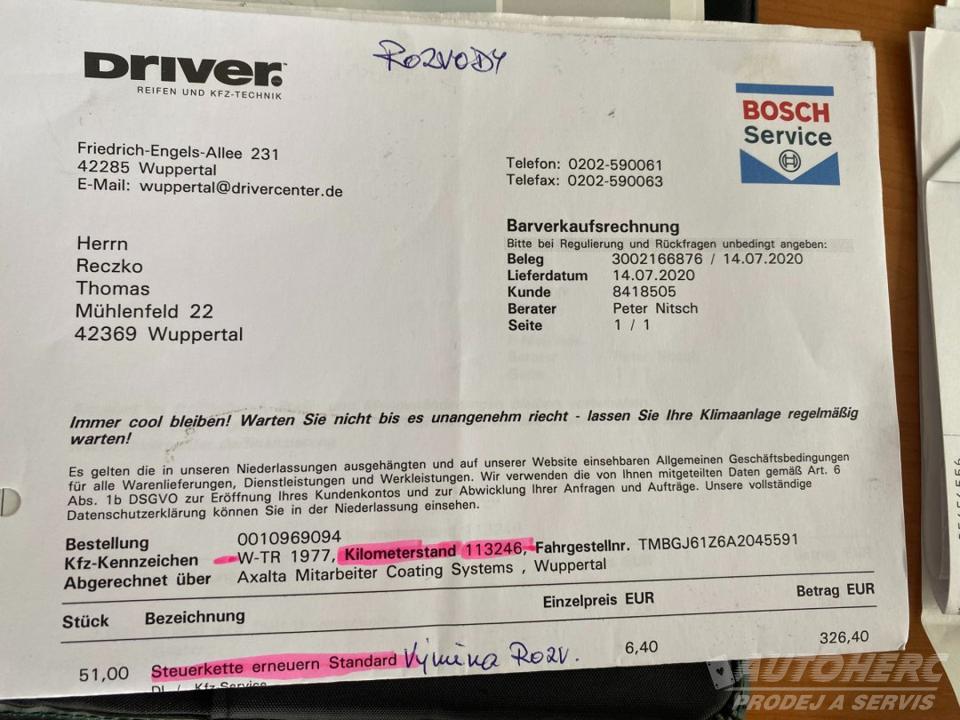 ROZVODY
DRIVER.
REIFEN UND KFZ-TECHNIK
BOSCH
Service
Friedrich-Engels-Allee 231
42285 Wuppertal
E-Mail: wuppertal@drivercenter.de
Telefon: 0202-590061
Telefax: 0202-590063
Herrn
Reczko
Thomas
Mühlenfeld 22
42369 Wuppertal
Barverkaufsrechnung
Bitte bei Regulierung und Rückfragen unbedingt angeben:
Beleg 3002166876 / 14.07.2020
Lieferdatum 14.07.2020
Kunde 8418505
Berater Peter Nitsch
Seite 1 / 1
Immer cool bleiben! Warten Sie nicht bis es unangenehm riecht - lassen Sie Ihre Klimaanlage regelmäßig
warten!
Es gelten die in unseren Niederlassungen ausgehängten und auf unserer Website einsehbaren Allgemeinen Geschäftsbedingungen
für alle Warenlieferungen, Dienstleistungen und Werkleistungen. Wir verwenden die von Ihnen mitgeteilten Daten gemäß Art. 6
Abs. 1b DSGVO zur Eröffnung Ihres Kundenkontos und zur Abwicklung Ihrer Anfragen und Aufträge. Unsere vollständige
Datenschutzerklärung können Sie in der Niederlassung einsehen.
Bestellung 0010969094
Kfz-Kennzeichen W-TR 1977, Kilometerstand 113246, Fahrgestellnr. TMBGJ61Z6A2045591
Abgerechnet über Axalta Mitarbeiter Coating Systems , Wuppertal
Stück Bezeichnung Einzelpreis EUR Betrag EUR
51,00 Steuerkette erneuern Standard Výměna ROZV. 6,40 326,40
DL / Kfz-Service
AUTOHERC
PRODEJ A SERVIS